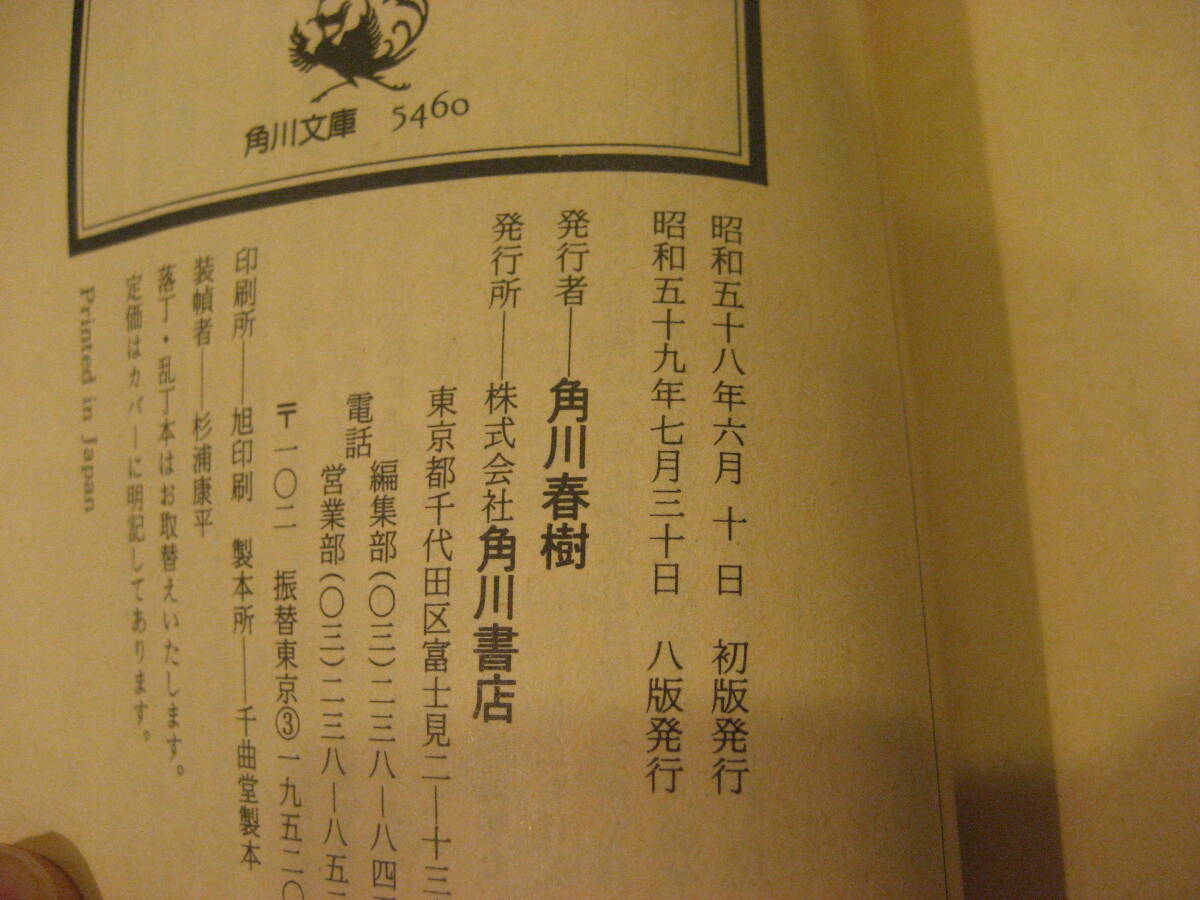 角川文庫 5460
昭和五十八年六月 十 日 初版発行
昭和五十九年七月三十日 八版発行
発行者――角川春樹
発行所――株式会社角川書店
東京都千代田区富士見二―十三
電話
編集部(〇三)二三八―八四
営業部(〇三)二三八―八五
〒一〇二 振替東京③一九五二〇
印刷所――旭印刷 製本所――千曲堂製本
装幀者――杉浦康平
落丁・乱丁本はお取替えいたします。
定価はカバーに明記してあります。
Printed in Japan